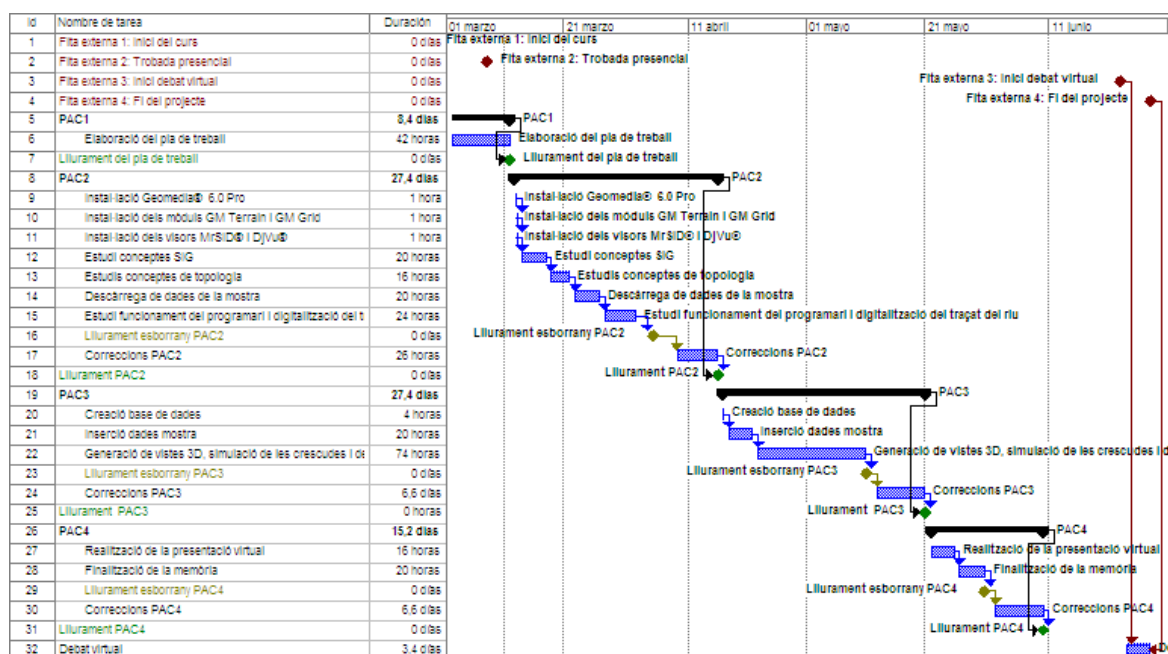 Id Nombre de tarea Duración 01 marzo 21 marzo 11 abril 01 mayo 21 mayo 11 junio
1 Fita externa 1: Inici del curs 0 días Fita externa 1: Inici del curs
2 Fita externa 2: Trobada presencial 0 días Fita externa 2: Trobada presencial
3 Fita externa 3: Inici debat virtual 0 días Fita externa 3: Inici debat virtual
4 Fita externa 4: Fi del projecte 0 días Fita externa 4: Fi del projecte
5 PAC1 8,4 días PAC1
6 Elaboració del pla de treball 42 horas Elaboració del pla de treball
7 Lliurament del pla de treball 0 días Lliurament del pla de treball
8 PAC2 27,4 días PAC2
9 Instal·lació Geomedia® 6.0 Pro 1 hora Instal·lació Geomedia® 6.0 Pro
10 Instal·lació dels mòduls GM Terrain i GM Grid 1 hora Instal·lació dels mòduls GM Terrain i GM Grid
11 Instal·lació dels visors MrSID® i DjVu® 1 hora Instal·lació dels visors MrSID® i DjVu®
12 Estudi conceptes SIG 20 horas Estudi conceptes SIG
13 Estudis conceptes de topologia 16 horas Estudis conceptes de topologia
14 Descàrrega de dades de la mostra 20 horas Descàrrega de dades de la mostra
15 Estudi funcionament del programari i digitalització del t 24 horas Estudi funcionament del programari i digitalització del traçat del riu
16 Lliurament esborrany PAC2 0 días Lliurament esborrany PAC2
17 Correccions PAC2 26 horas Correccions PAC2
18 Lliurament PAC2 0 días Lliurament PAC2
19 PAC3 27,4 días PAC3
20 Creació base de dades 4 horas Creació base de dades
21 Inserció dades mostra 20 horas Inserció dades mostra
22 Generació de vistes 3D, simulació de les crescudes i de 74 horas Generació de vistes 3D, simulació de les crescudes i d
23 Lliurament esborrany PAC3 0 días Lliurament esborrany PAC3
24 Correccions PAC3 6,6 días Correccions PAC3
25 Lliurament PAC3 0 horas Lliurament PAC3
26 PAC4 15,2 días PAC4
27 Realització de la presentació virtual 16 horas Realització de la presentació virtual
28 Finalització de la memòria 20 horas Finalització de la memòria
29 Lliurament esborrany PAC4 0 días Lliurament esborrany PAC4
30 Correccions PAC4 6,6 días Correccions PAC4
31 Lliurament PAC4 0 días Lliurament PAC4
32 Debat virtual 3,4 días D